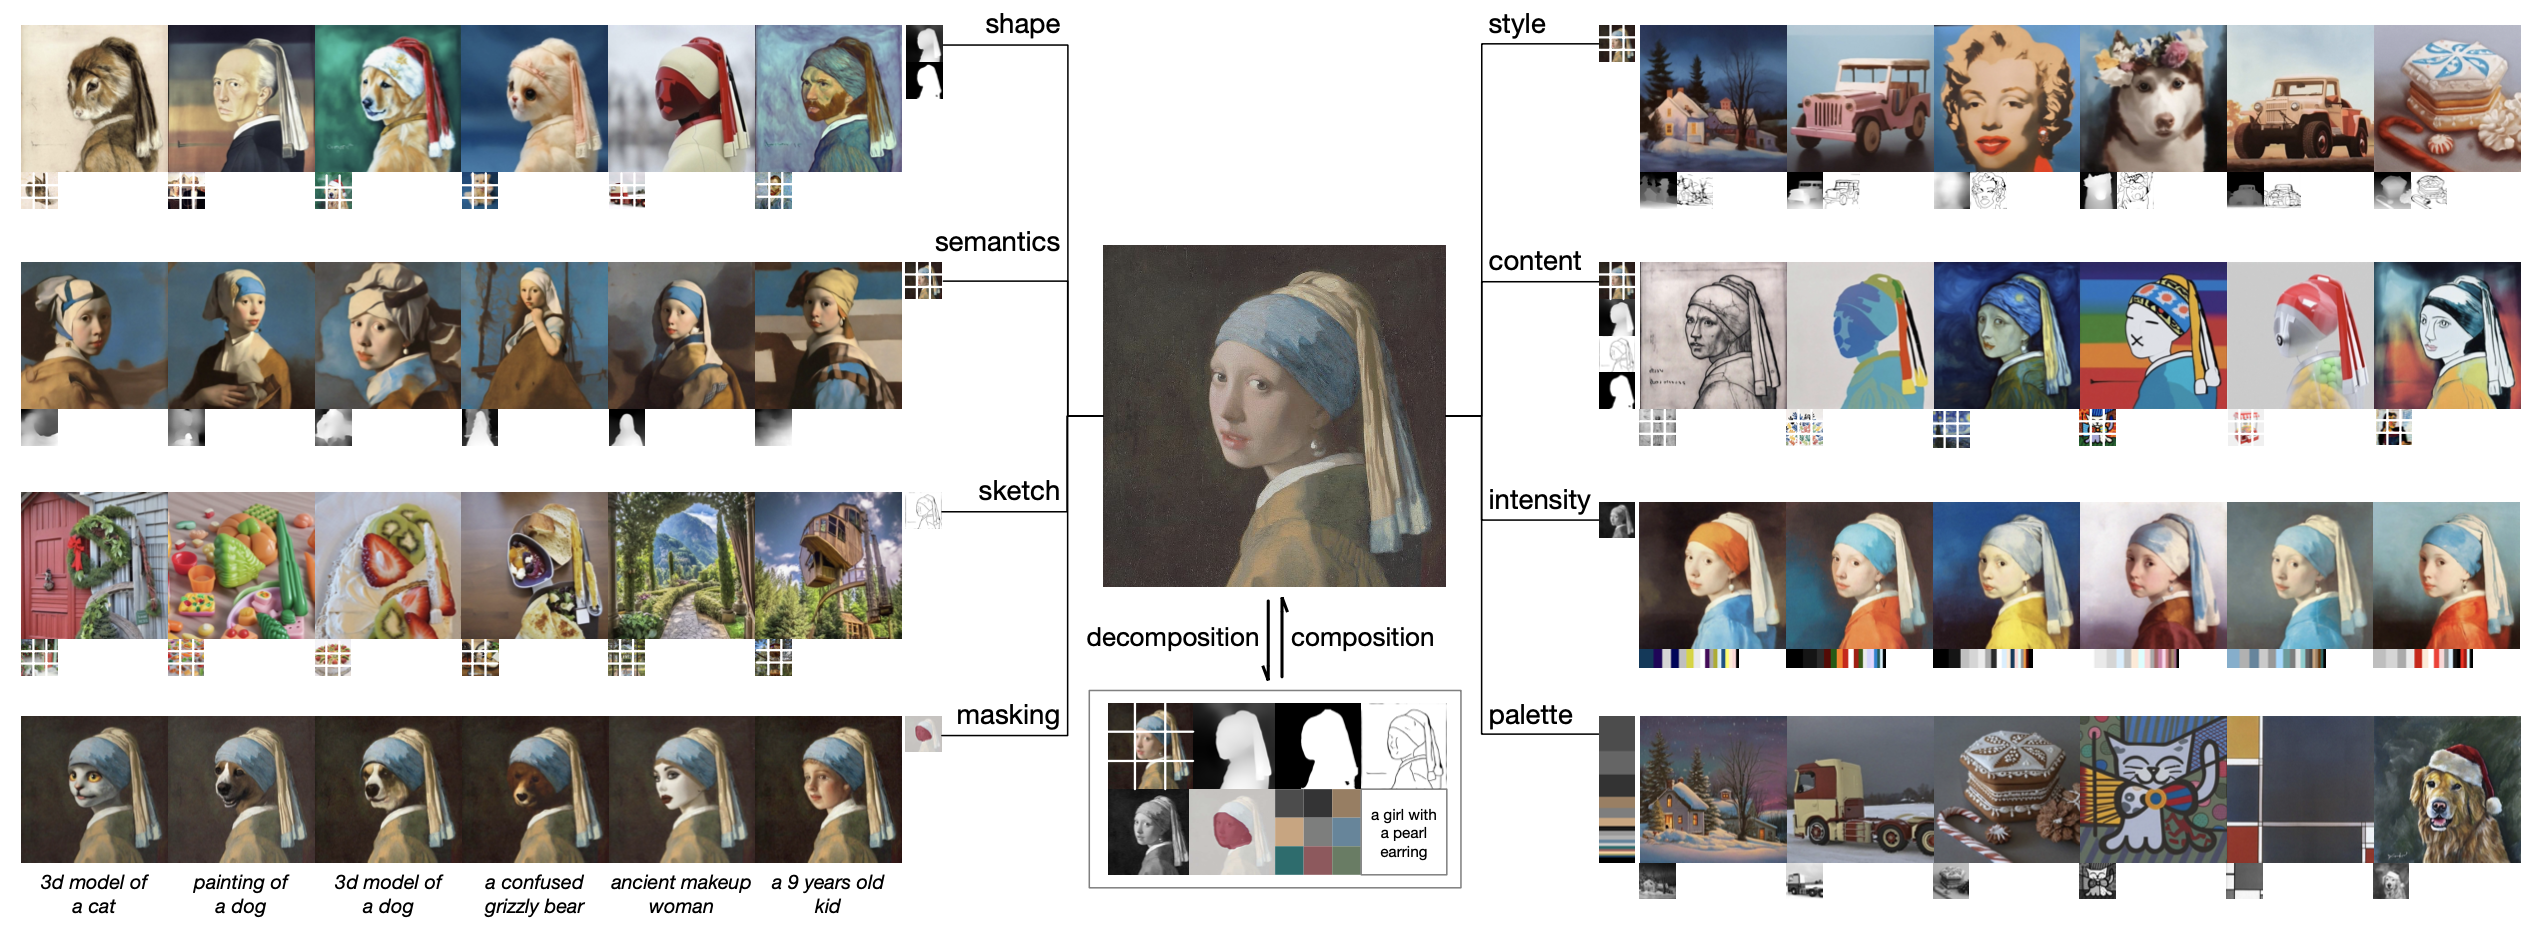 shape
style
semantics
content
sketch
intensity
masking
palette
decomposition
composition
a girl with
a pearl
earring
3d model of
a cat
painting of
a dog
3d model of
a dog
a confused
grizzly bear
ancient makeup
woman
a 9 years old
kid